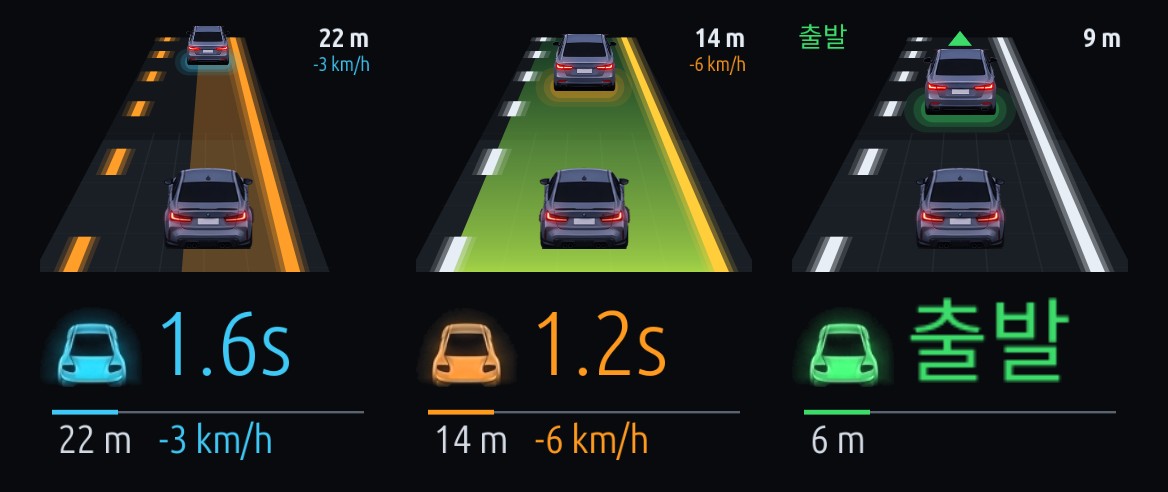 22 m
-3 km/h
14 m
-6 km/h
출발
9 m
1.6s
22 m -3 km/h
1.2s
14 m -6 km/h
출발
6 m